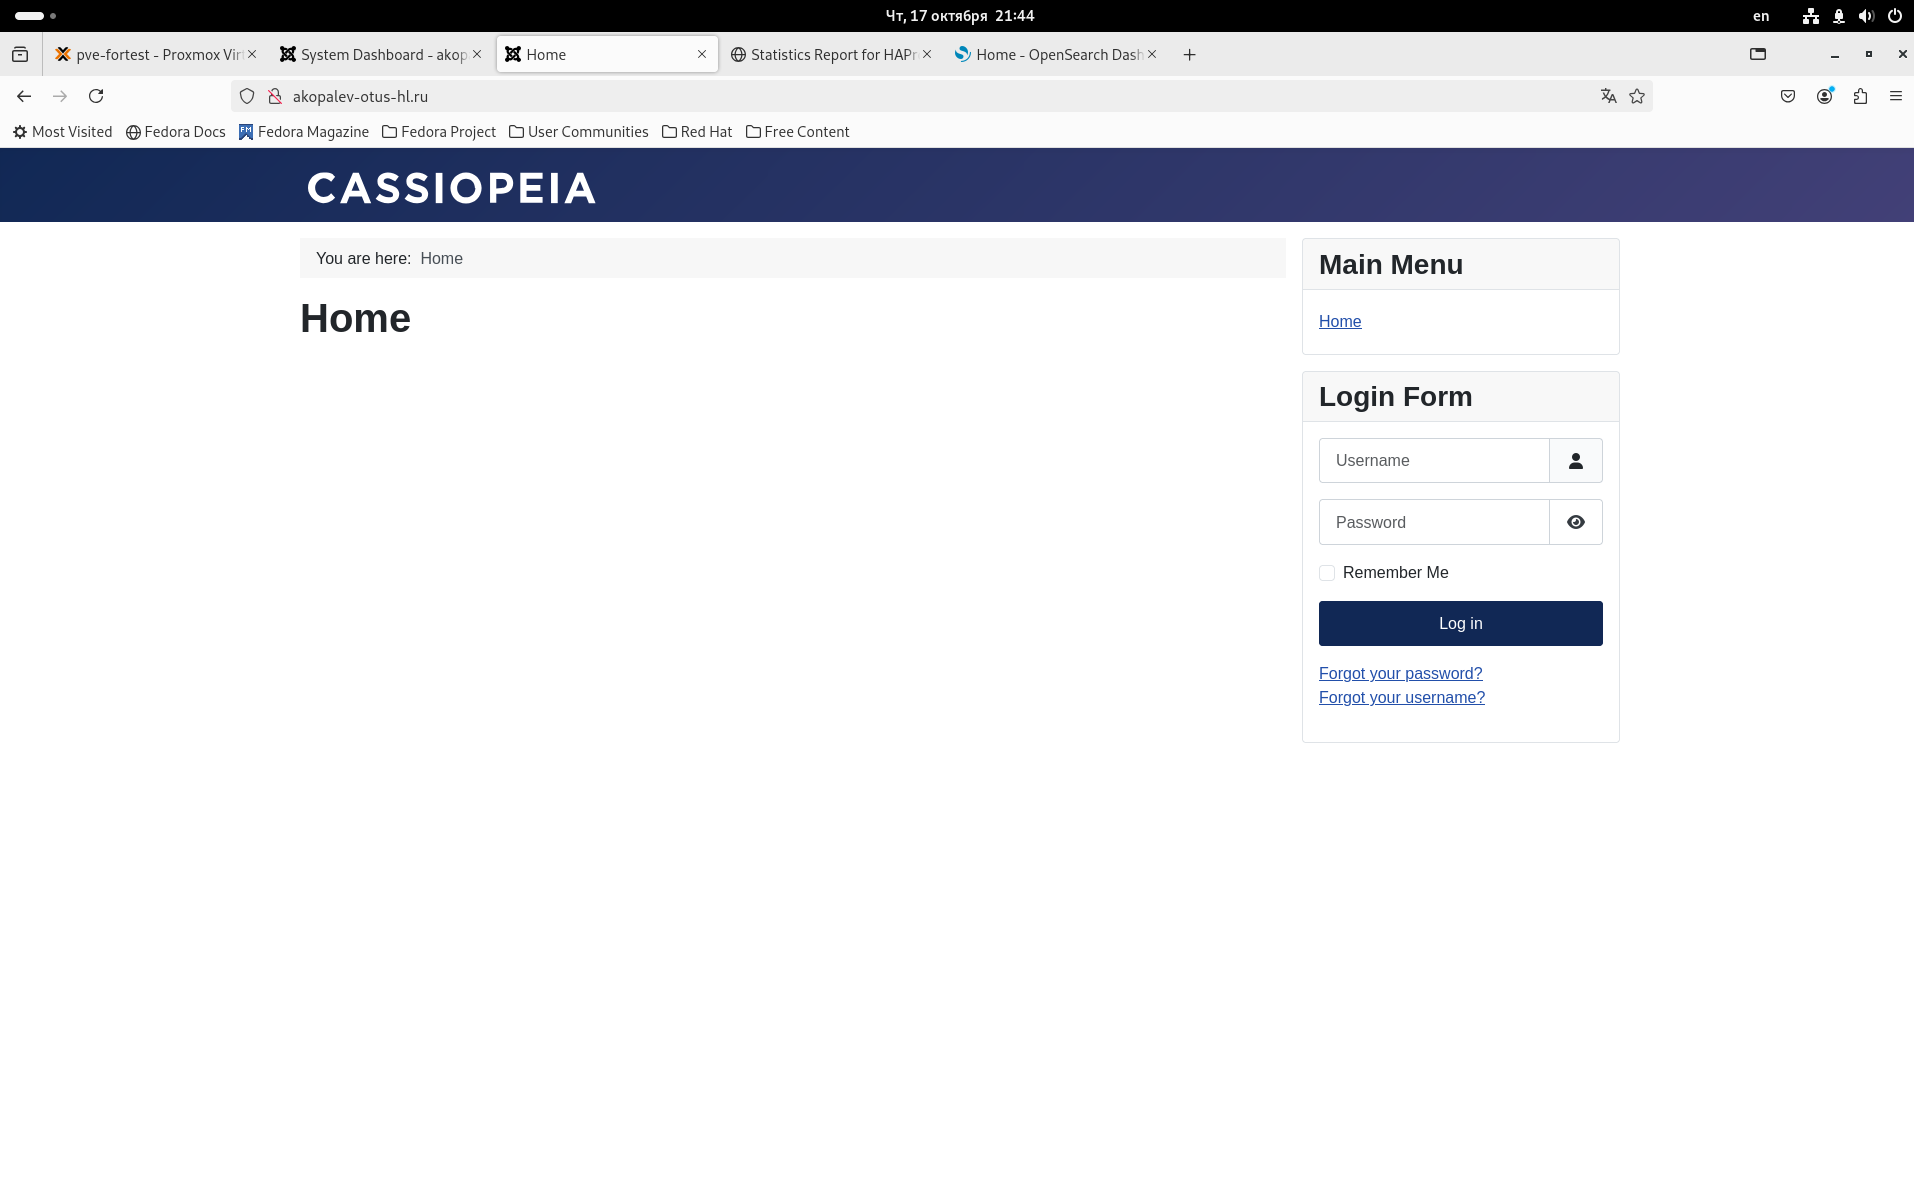 Чт, 17 октября 21:44
en
pve-fortest - Proxmox Vir
System Dashboard - akop
Home
Statistics Report for HAPr
Home - OpenSearch Dash
akopalev-otus-hl.ru
Most Visited
Fedora Docs
Fedora Magazine
Fedora Project
User Communities
Red Hat
Free Content
CASSIOPEIA
You are here: Home
Home
Main Menu
Home
Login Form
Username
Password
Remember Me
Log in
Forgot your password?
Forgot your username?